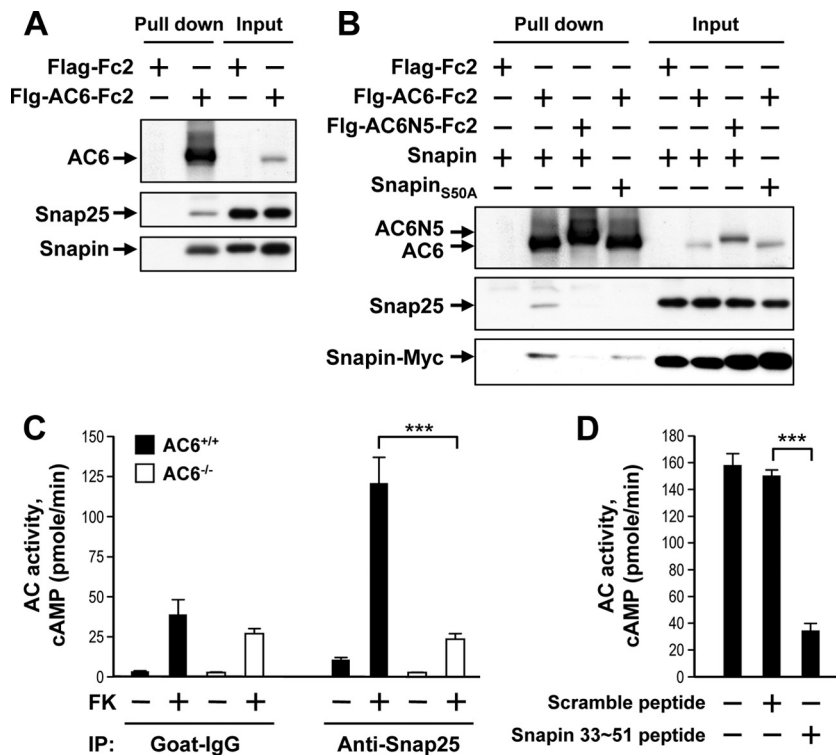 A
Pull down Input
Flag-Fc2 + – + –
Flg-AC6-Fc2 – + – +
AC6
Snap25
Snapin
B
Pull down Input
Flag-Fc2 + – – – + – – –
Flg-AC6-Fc2 – + – + – + – +
Flg-AC6N5-Fc2 – – + – – – + –
Snapin + + + – + + + –
SnapinS50A – – – + – – – +
AC6N5
AC6
Snap25
Snapin-Myc
C
AC6+/+
AC6-/-
AC activity,
cAMP (pmole/min)
150
125
100
75
50
25
0
***
FK – + – + – + – +
IP: Goat-IgG Anti-Snap25
D
AC activity,
cAMP (pmole/min)
180
160
140
120
100
80
60
40
20
0
***
Scramble peptide – + –
Snapin 33~51 peptide – – +